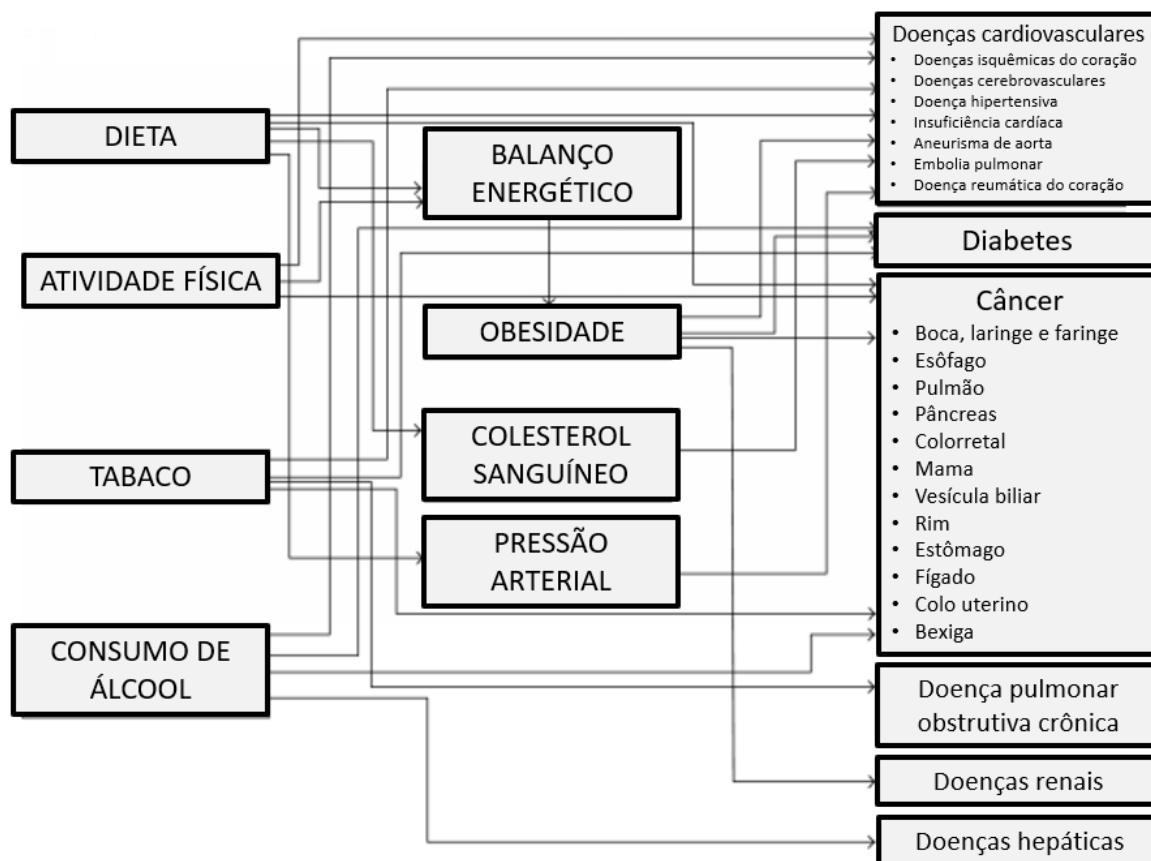 DIETA
ATIVIDADE FÍSICA
TABACO
CONSUMO DE
ÁLCOOL
BALANÇO
ENERGÉTICO
OBESIDADE
COLESTEROL
SANGUÍNEO
PRESSÃO
ARTERIAL
Doenças cardiovasculares
• Doenças isquêmicas do coração
• Doenças cerebrovasculares
• Doença hipertensiva
• Insuficiência cardíaca
• Aneurisma de aorta
• Embolia pulmonar
• Doença reumática do coração
Diabetes
Câncer
• Boca, laringe e faringe
• Esôfago
• Pulmão
• Pâncreas
• Colorretal
• Mama
• Vesícula biliar
• Rim
• Estômago
• Fígado
• Colo uterino
• Bexiga
Doença pulmonar
obstrutiva crônica
Doenças renais
Doenças hepáticas